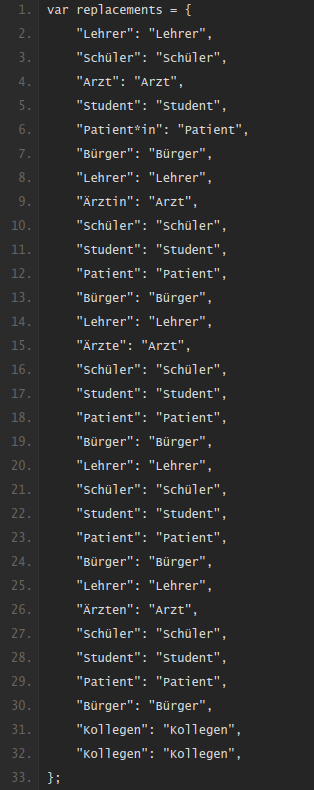 1. var replacements = {
2. "Lehrer": "Lehrer",
3. "Schüler": "Schüler",
4. "Arzt": "Arzt",
5. "Student": "Student",
6. "Patient*in": "Patient",
7. "Bürger": "Bürger",
8. "Lehrer": "Lehrer",
9. "Ärztin": "Arzt",
10. "Schüler": "Schüler",
11. "Student": "Student",
12. "Patient": "Patient",
13. "Bürger": "Bürger",
14. "Lehrer": "Lehrer",
15. "Ärzte": "Arzt",
16. "Schüler": "Schüler",
17. "Student": "Student",
18. "Patient": "Patient",
19. "Bürger": "Bürger",
20. "Lehrer": "Lehrer",
21. "Schüler": "Schüler",
22. "Student": "Student",
23. "Patient": "Patient",
24. "Bürger": "Bürger",
25. "Lehrer": "Lehrer",
26. "Ärzten": "Arzt",
27. "Schüler": "Schüler",
28. "Student": "Student",
29. "Patient": "Patient",
30. "Bürger": "Bürger",
31. "Kollegen": "Kollegen",
32. "Kollegen": "Kollegen",
33. };